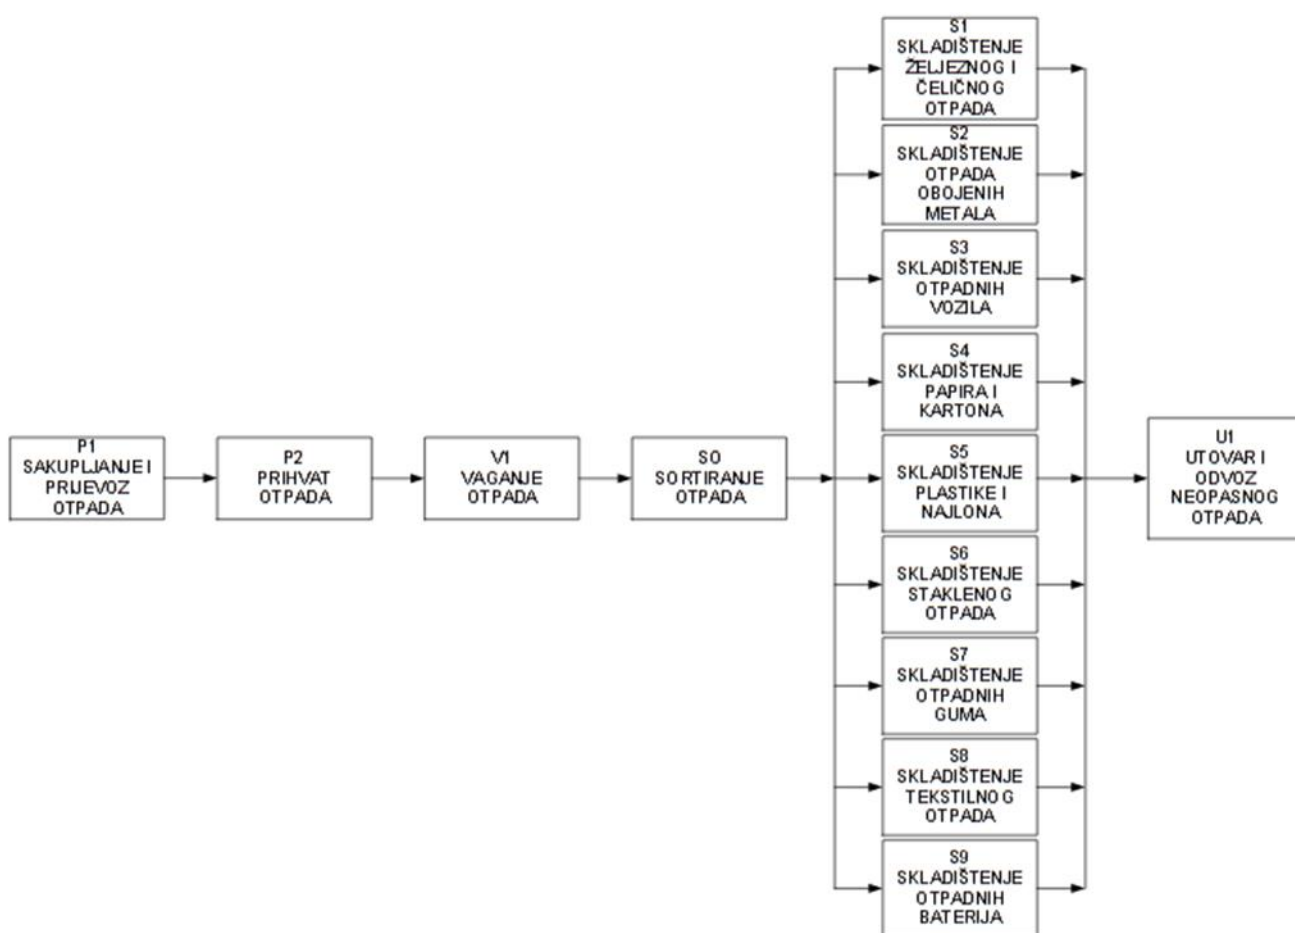 P1
SAKUPLJANJE I
PRIJEVOZ
OTPADA
P2
PRIHVAT
OTPADA
V1
VAGANJE
OTPADA
SO
SORTIRANJE
OTPADA
S1
SKLADIŠTENJE
ŽELJEZNOG I
ČELIČNOG
OTPADA
S2
SKLADIŠTENJE
OTPADA
OBOJENIH
METALA
S3
SKLADIŠTENJE
OTPADNIH
VOZILA
S4
SKLADIŠTENJE
PAPIRA I
KARTONA
S5
SKLADIŠTENJE
PLASTIKE I
NAJLONA
S6
SKLADIŠTENJE
STAKLENOG
OTPADA
S7
SKLADIŠTENJE
OTPADNIH
GUMA
S8
SKLADIŠTENJE
TEKSTILNOG
OTPADA
S9
SKLADIŠTENJE
OTPADNIH
BATERIJA
U1
UTOVAR I
ODVOZ
NEOPASNOG
OTPADA